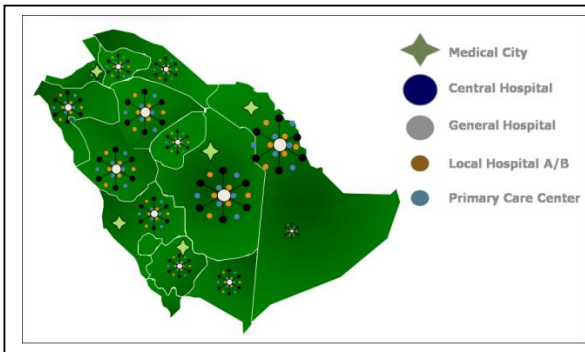 Medical City
Central Hospital
General Hospital
Local Hospital A/B
Primary Care Center